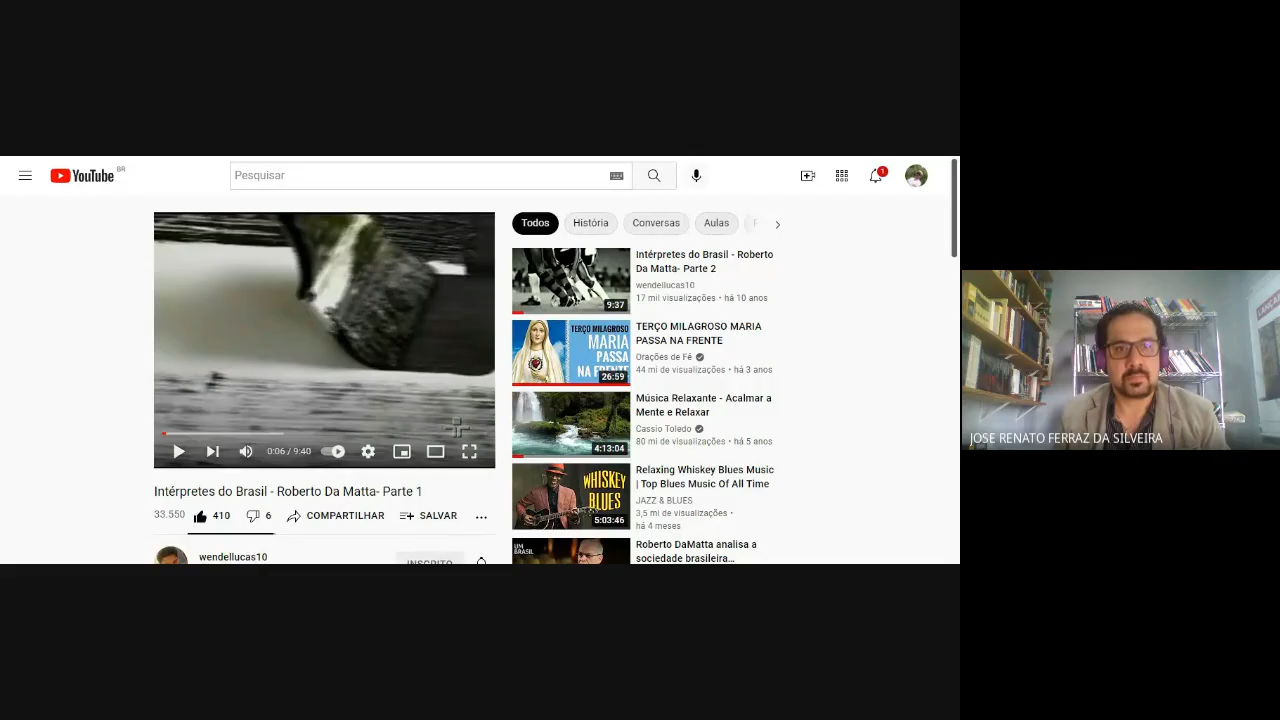 YouTube BR
Pesquisar
1
Todos
História
Conversas
Aulas
Intérpretes do Brasil - Roberto
Da Matta- Parte 2
wendellucas10
17 mil visualizações • há 10 anos
9:37
TERÇO MILAGROSO
MARIA
PASSA
NA FRENTE
26:59
TERÇO MILAGROSO MARIA
PASSA NA FRENTE
Orações de Fé
44 mi de visualizações • há 3 anos
4:13:04
Música Relaxante - Acalmar a
Mente e Relaxar
Cassio Toledo
80 mi de visualizações • há 5 anos
WHISKEY
BLUES
5:03:46
Relaxing Whiskey Blues Music
| Top Blues Music Of All Time
JAZZ & BLUES
3,5 mi de visualizações •
há 4 meses
UM
BRASIL
Roberto DaMatta analisa a
sociedade brasileira...
0:06 / 9:40
Intérpretes do Brasil - Roberto Da Matta- Parte 1
33.550
410
6
COMPARTILHAR
SALVAR
wendellucas10
INSCRITO
JOSE RENATO FERRAZ DA SILVEIRA